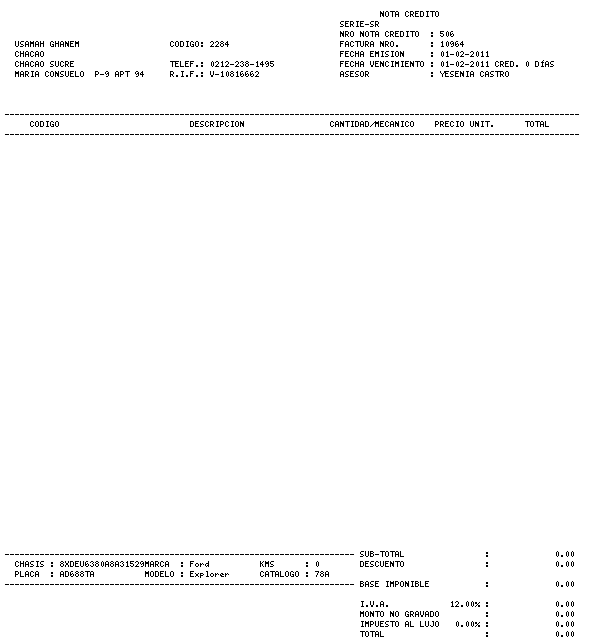 NOTA CREDITO
SERIE-SR
NRO NOTA CREDITO : 506
USAMAH GHANEM CODIGO: 2284 FACTURA NRO. : 10964
CHACAO FECHA EMISION : 01-02-2011
CHACAO SUCRE TELEF.: 0212-238-1495 FECHA VENCIMIENTO : 01-02-2011 CRED. 0 DÍAS
MARIA CONSUELO P-9 APT 94 R.I.F.: V-10816662 ASESOR : YESENIA CASTRO
CODIGO DESCRIPCION CANTIDAD/MECANICO PRECIO UNIT. TOTAL
SUB-TOTAL : 0.00
CHASIS : 8XDEU6380A8A31529MARCA : Ford KMS : 0 DESCUENTO : 0.00
PLACA : AD688TA MODELO : Explorer CATALOGO : 78A
BASE IMPONIBLE : 0.00
I.V.A. 12.00% : 0.00
MONTO NO GRAVADO : 0.00
IMPUESTO AL LUJO 0.00% : 0.00
TOTAL : 0.00